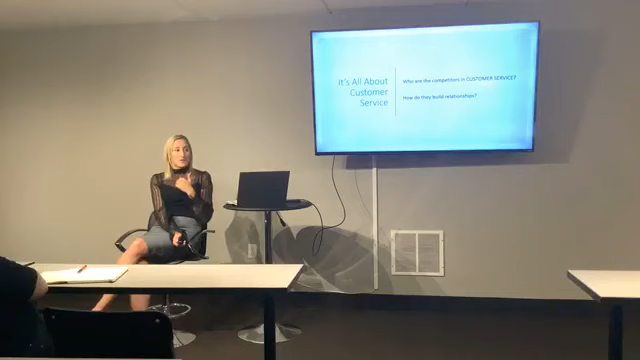 It's All About
Customer
Service
Who are the competitors in CUSTOMER SERVICE?
How do they build relationships?